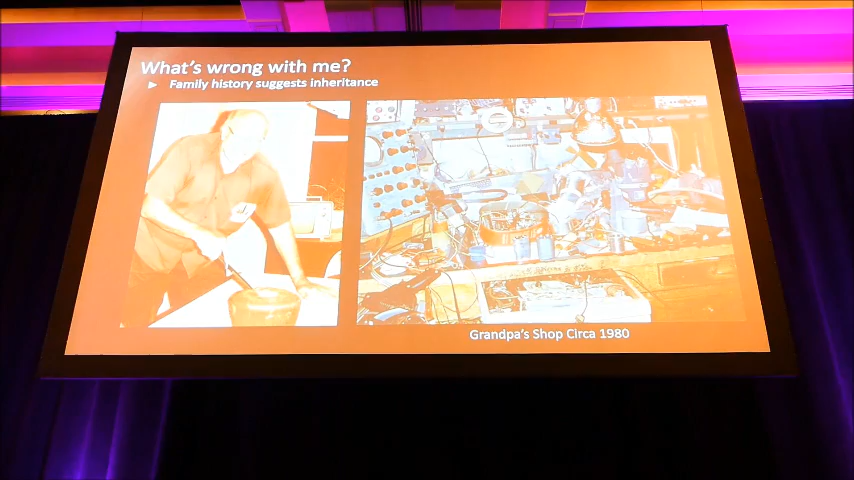 What's wrong with me?
► Family history suggests inheritance
Grandpa's Shop Circa 1980